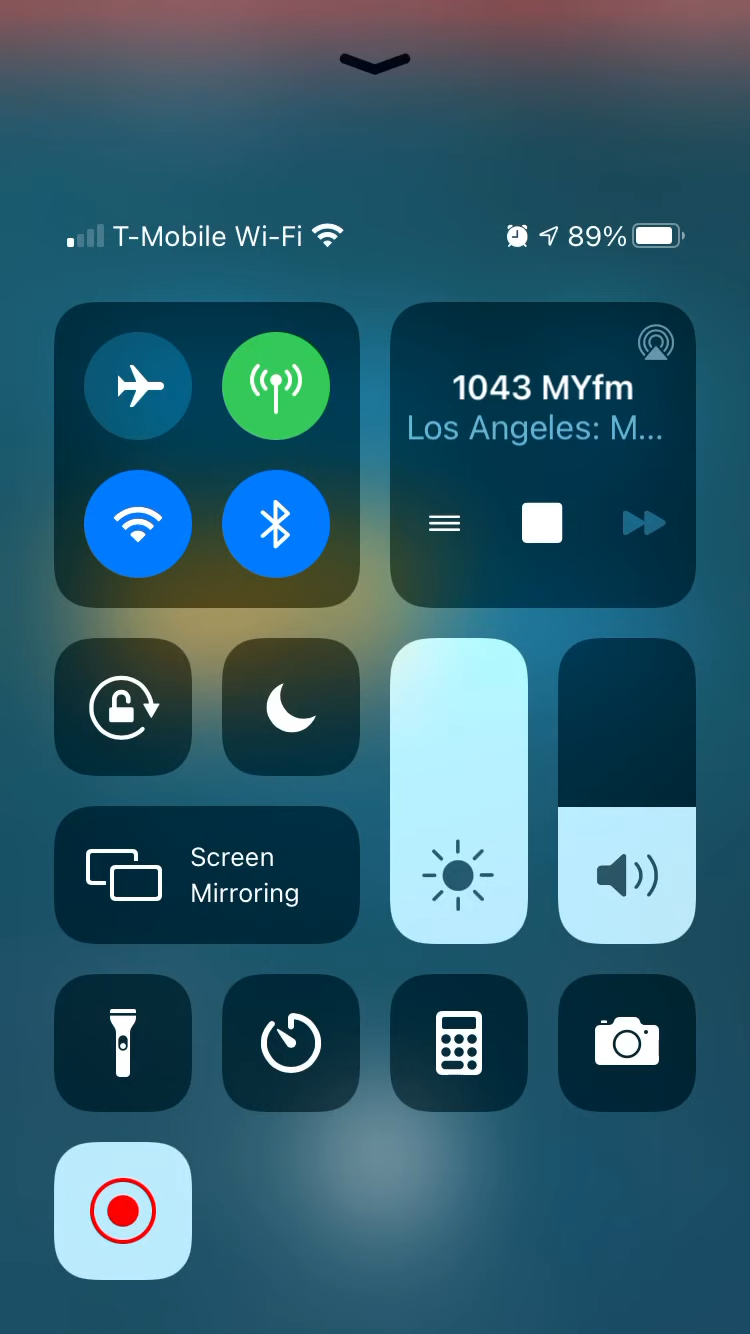 T-Mobile Wi-Fi 89%
1043 MYfm
Los Angeles: M...
Screen
Mirroring